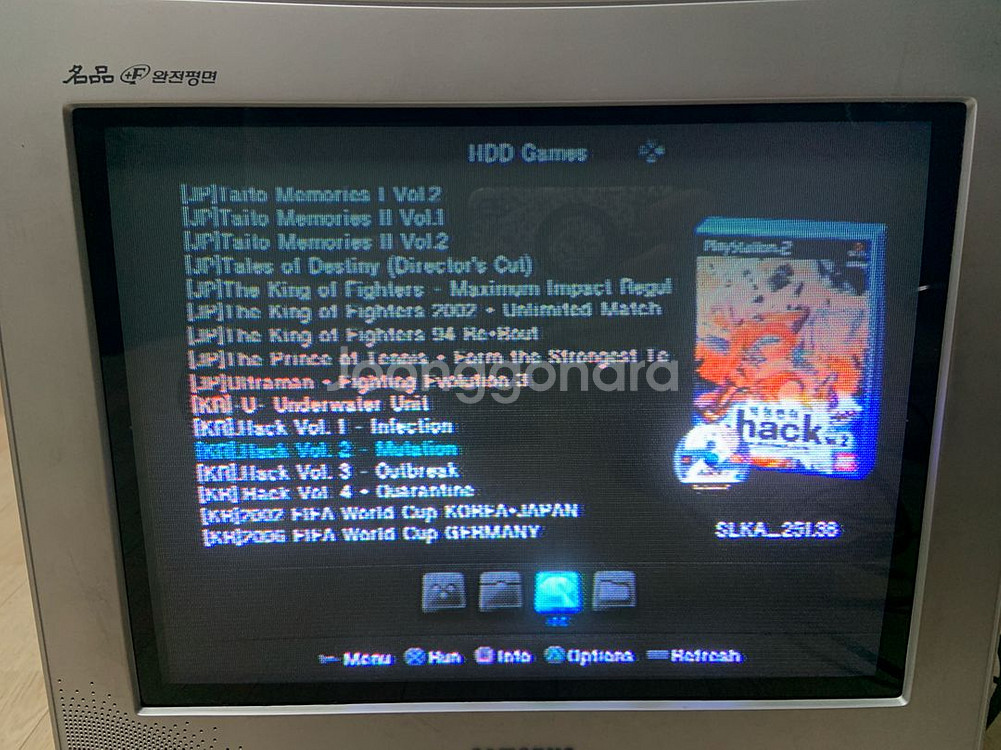 名品 +F 완전평면
HDD Games
[JP]Taito Memories I Vol.2
[JP]Taito Memories II Vol.1
[JP]Taito Memories II Vol.2
[JP]Tales of Destiny (Director's Cut)
[JP]The King of Fighters - Maximum Impact Regul
[JP]The King of Fighters 2002 - Unlimited Match
[JP]The King of Fighters 94 Re-Bout
[JP]The Prince of Tennis - Form the Strongest Te
[JP]Ultraman - Fighting Evolution 3
[KR]-U- Underwater Unit
[KR].Hack Vol. 1 - Infection
[KR].Hack Vol. 2 - Mutation
[KR].Hack Vol. 3 - Outbreak
[KR].Hack Vol. 4 - Quarantine
[KR]2002 FIFA World Cup KOREA-JAPAN
[KR]2006 FIFA World Cup GERMANY
PlayStation 2
hack
SLKA_251.38
Menu Run Info Options Refresh
joonggonara
SAMSUNG